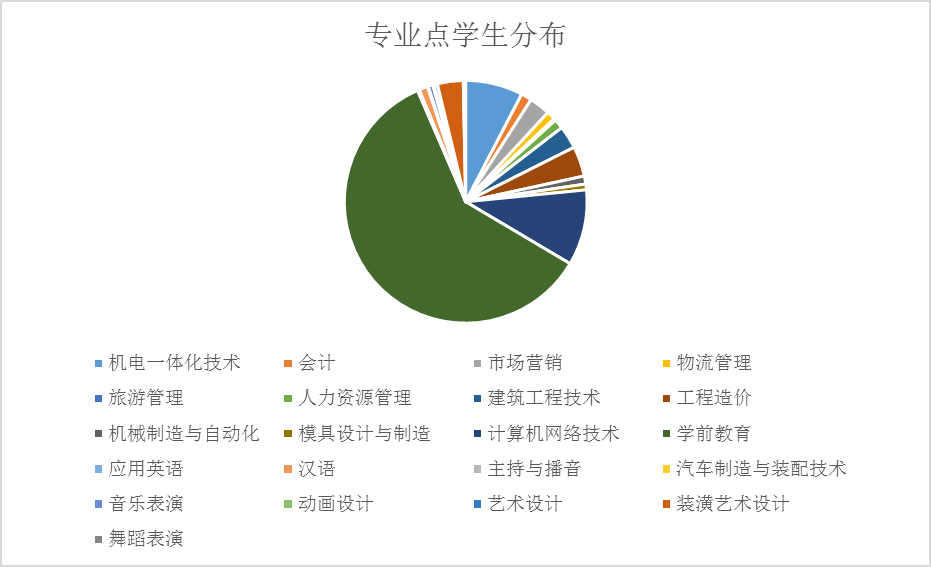 专业点学生分布
机电一体化技术 会计 市场营销 物流管理
旅游管理 人力资源管理 建筑工程技术 工程造价
机械制造与自动化 模具设计与制造 计算机网络技术 学前教育
应用英语 汉语 主持与播音 汽车制造与装配技术
音乐表演 动画设计 艺术设计 装潢艺术设计
舞蹈表演